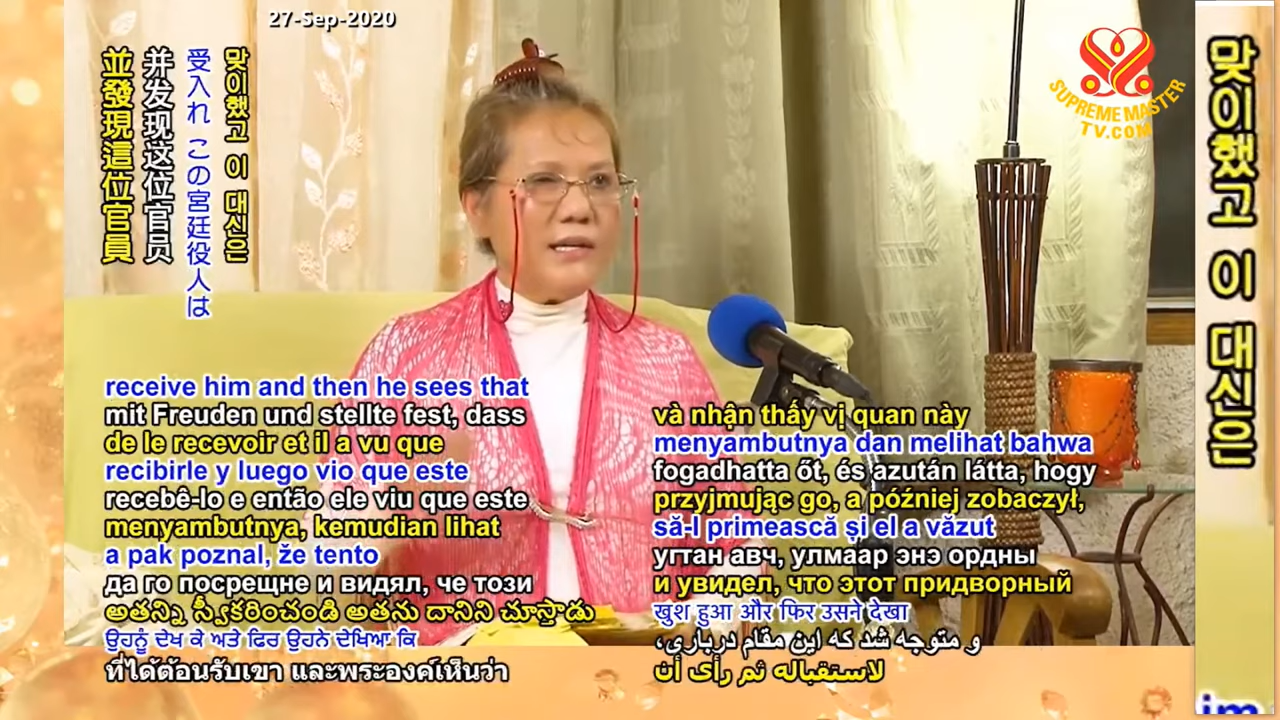 27-Sep-2020
SUPREME MASTER
TV.COM
맞이했고 이 대신은
受入れ この宮廷役人は
并发现这位官员
並發現這位官員
receive him and then he sees that
mit Freuden und stellte fest, dass
de le recevoir et il a vu que
recibirle y luego vio que este
recebê-lo e então ele viu que este
menyambutnya, kemudian lihat
a pak poznal, že tento
да го посрещне и видял, че този
అతన్ని స్వీకరించండి అతను దానిని చూస్తాడు
ਉਹਨੂੰ ਦੇਖ ਕੇ ਅਤੇ ਫਿਰ ਉਹਨੇ ਦੇਖਿਆ ਕਿ
ที่ได้ต้อนรับเขา และพระองค์เห็นว่า
và nhận thấy vị quan này
menyambutnya dan melihat bahwa
fogadhatta őt, és azután látta, hogy
przyjmując go, a później zobaczył,
să-l primească și el a văzut
угтан авч, улмаар энэ ордны
и увидел, что этот придворный
खुश हुआ और फिर उसने देखा
و متوجه شد که این مقام درباری،
لاستقباله ثم رأى أن
맞이했고 이 대신은